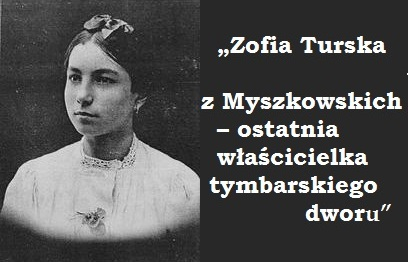 „Zofia Turska
z Myszkowskich
– ostatnia
właścicielka
tymbarskiego
dworu”